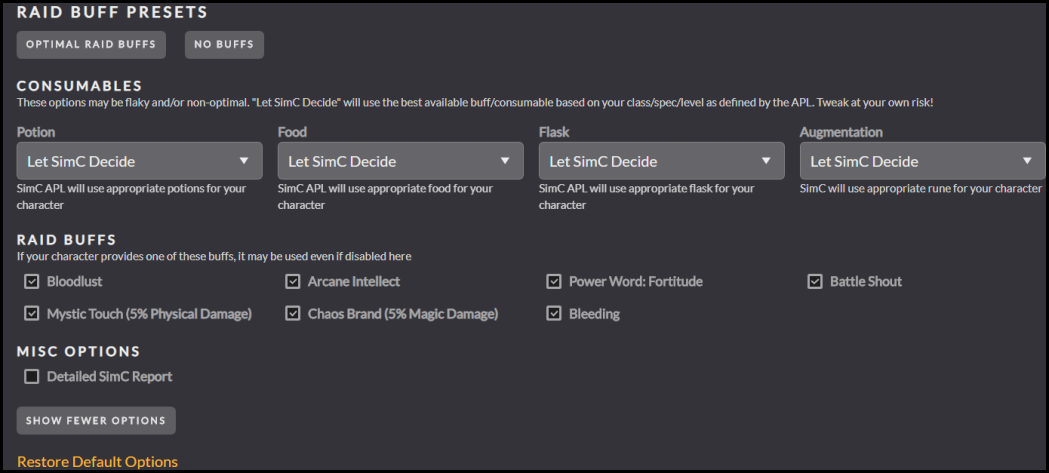 RAID BUFF PRESETS
OPTIMAL RAID BUFFS NO BUFFS
CONSUMABLES
These options may be flaky and/or non-optimal. "Let SimC Decide" will use the best available buff/consumable based on your class/spec/level as defined by the APL. Tweak at your own risk!
Potion Food Flask Augmentation
Let SimC Decide Let SimC Decide Let SimC Decide Let SimC Decide
SimC APL will use appropriate potions for your SimC APL will use appropriate food for your SimC APL will use appropriate flask for your SimC will use appropriate rune for your character
character character character
RAID BUFFS
If your character provides one of these buffs, it may be used even if disabled here
Bloodlust Arcane Intellect Power Word: Fortitude Battle Shout
Mystic Touch (5% Physical Damage) Chaos Brand (5% Magic Damage) Bleeding
MISC OPTIONS
Detailed SimC Report
SHOW FEWER OPTIONS
Restore Default Options